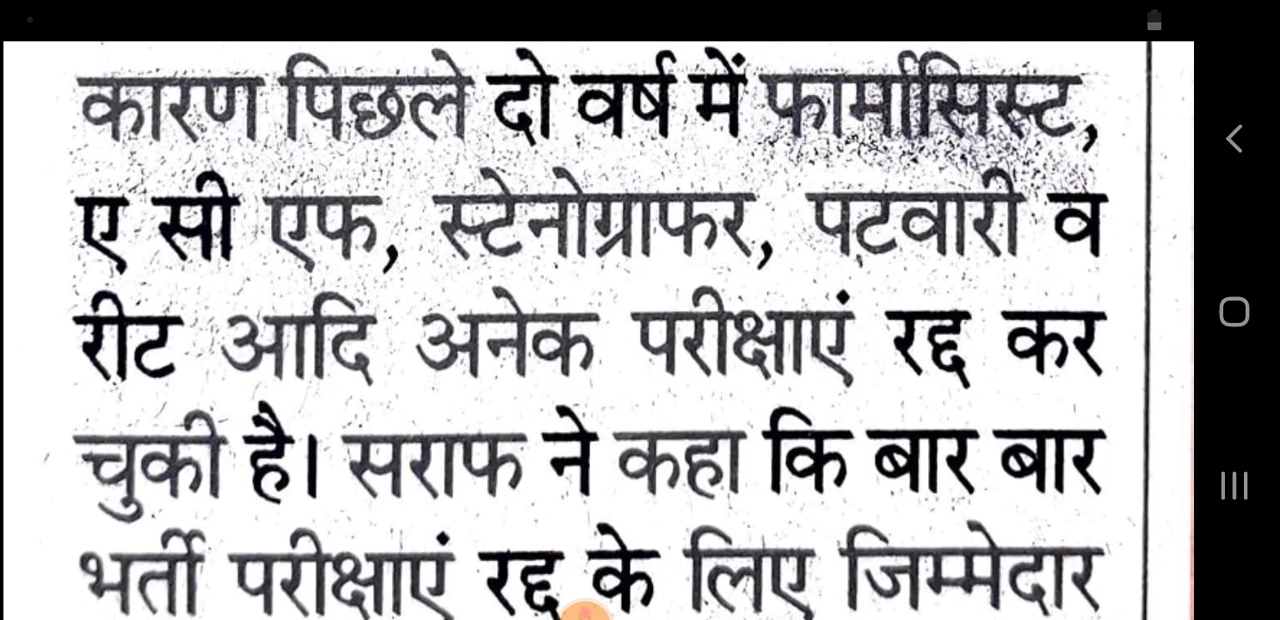 कारण पिछले दो वर्ष में फार्मासिस्ट,
ए सी एफ, स्टेनोग्राफर, पटवारी व
रीट आदि अनेक परीक्षाएं रद्द कर
चुकी है। सराफ ने कहा कि बार बार
भर्ती परीक्षाएं रद्द के लिए जिम्मेदार